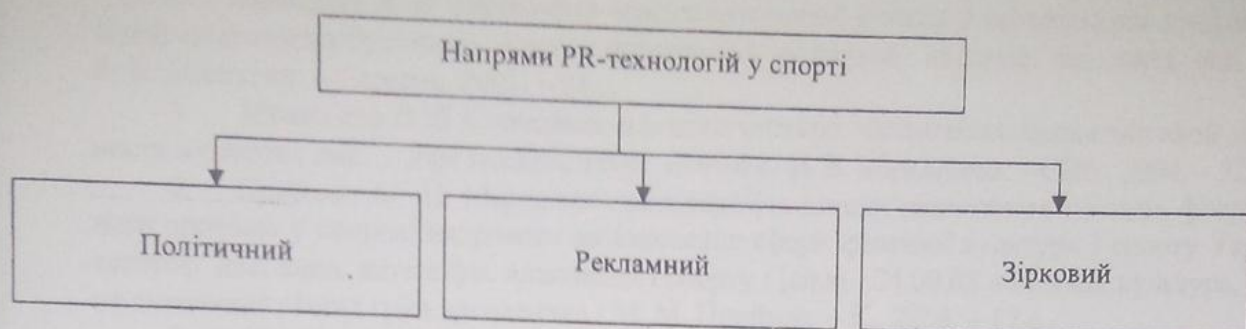 Напрями PR-технологій у спорті
Політичний
Рекламний
Зірковий